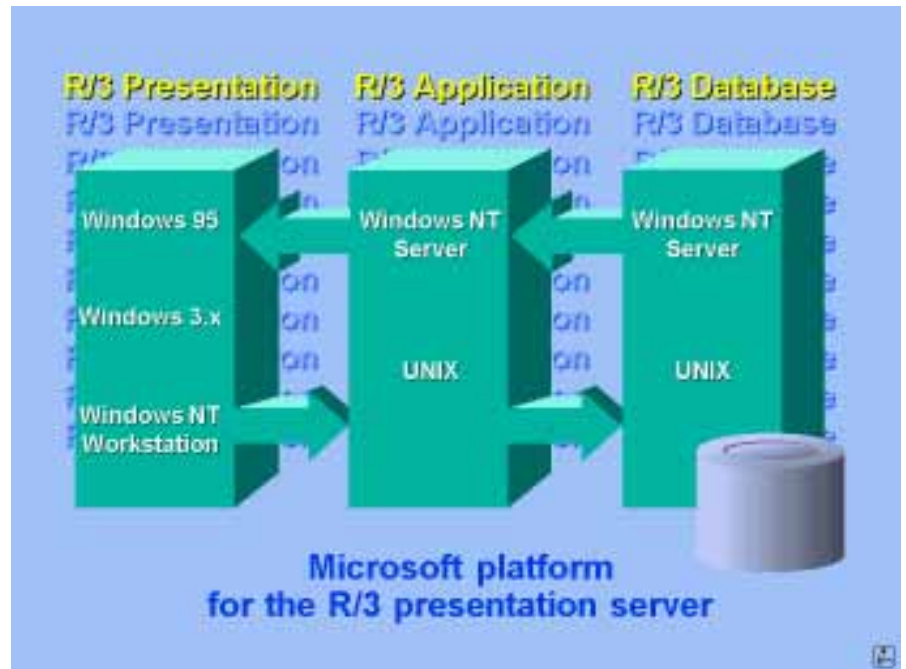 R/3 Presentation R/3 Application R/3 Database
R/3 Presentation R/3 Application R/3 Database
Windows 95
Windows 3.x
Windows NT
Workstation
Windows NT
Server
UNIX
Windows NT
Server
UNIX
Microsoft platform
for the R/3 presentation server